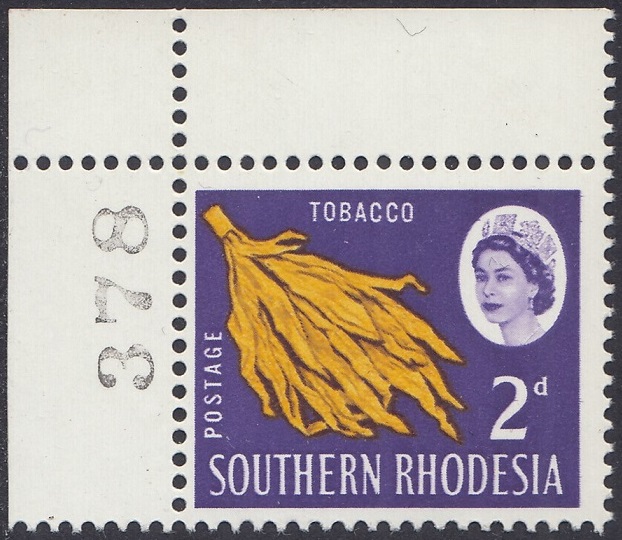 378
TOBACCO
POSTAGE
2d
SOUTHERN RHODESIA